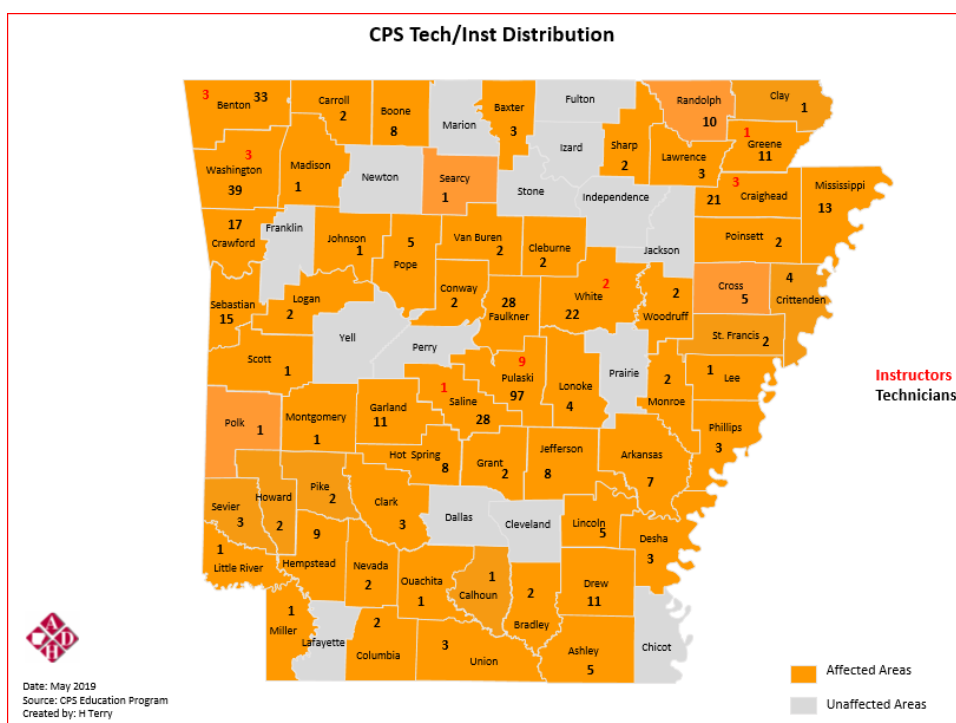 CPS Tech/Inst Distribution
3
Benton 33
Carroll
2
Boone
8
Marion
Baxter
3
Fulton
Izard
Sharp
2
Randolph
10
Clay
1
1
Greene
11
Lawrence
3
3
Washington
39
Madison
1
Newton
Searcy
1
Stone
Independence
Jackson
3
21 Craighead
Mississippi
13
Poinsett
2
17
Crawford
Franklin
Johnson
1
5
Pope
Van Buren
2
Cleburne
2
2
White
22
2
Woodruff
Cross
5
4
Crittenden
St. Francis
2
Sebastian
15
Logan
2
Conway
2
28
Faulkner
Yell
Perry
Scott
1
9
Pulaski
97
1
Saline
28
Lonoke
4
Prairie
2
Monroe
1
Lee
Phillips
3
Instructors
Technicians
Polk 1
Montgomery
1
Garland
11
Hot Spring
8
Grant
2
Jefferson
8
Arkansas
7
Sevier
3
Howard
2
Pike
2
Clark
3
Dallas
Cleveland
Lincoln
5
Desha
3
1
Little River
9
Hempstead
Nevada
2
Ouachita
1
1
Calhoun
2
Bradley
Drew
11
1
Miller
Lafayette
2
Columbia
3
Union
Ashley
5
Chicot
A
D
H
Affected Areas
Unaffected Areas
Date: May 2019
Source: CPS Education Program
Created by: H Terry